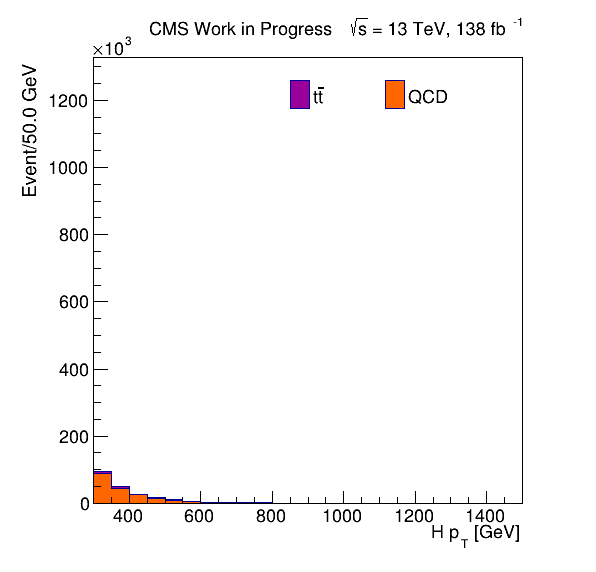 CMS Work in Progress √s = 13 TeV, 138 fb⁻¹
×10³
Event/50.0 GeV
tt̄
QCD
1200
1000
800
600
400
200
0
400 600 800 1000 1200 1400
H p_T [GeV]